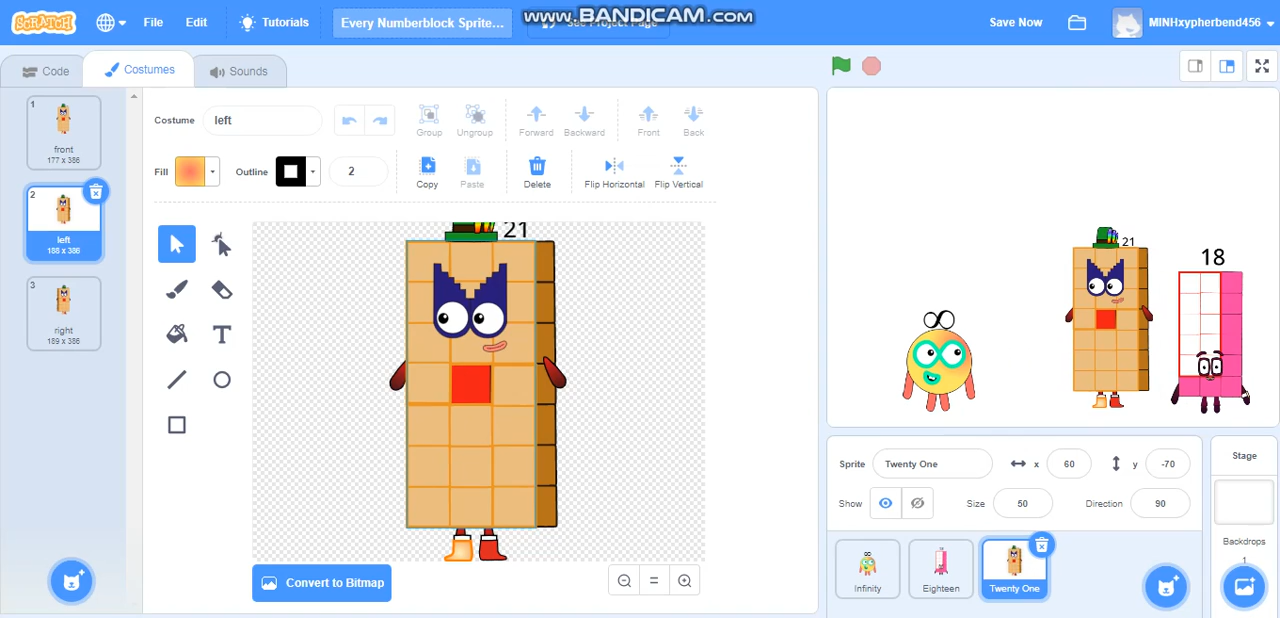 www.BANDICAM.com
SCRATCH
File
Edit
Tutorials
Every Numberblock Sprite...
See Project Page
Save Now
MINHxypherbend456
Code
Costumes
Sounds
1
front
177 x 386
2
left
188 x 386
3
right
189 x 386
Costume
left
Group
Ungroup
Forward
Backward
Front
Back
Fill
Outline
2
Copy
Paste
Delete
Flip Horizontal
Flip Vertical
21
Convert to Bitmap
21
18
Sprite
Twenty One
x
60
y
-70
Show
Size
50
Direction
90
Infinity
Eighteen
Twenty One
Stage
Backdrops
1